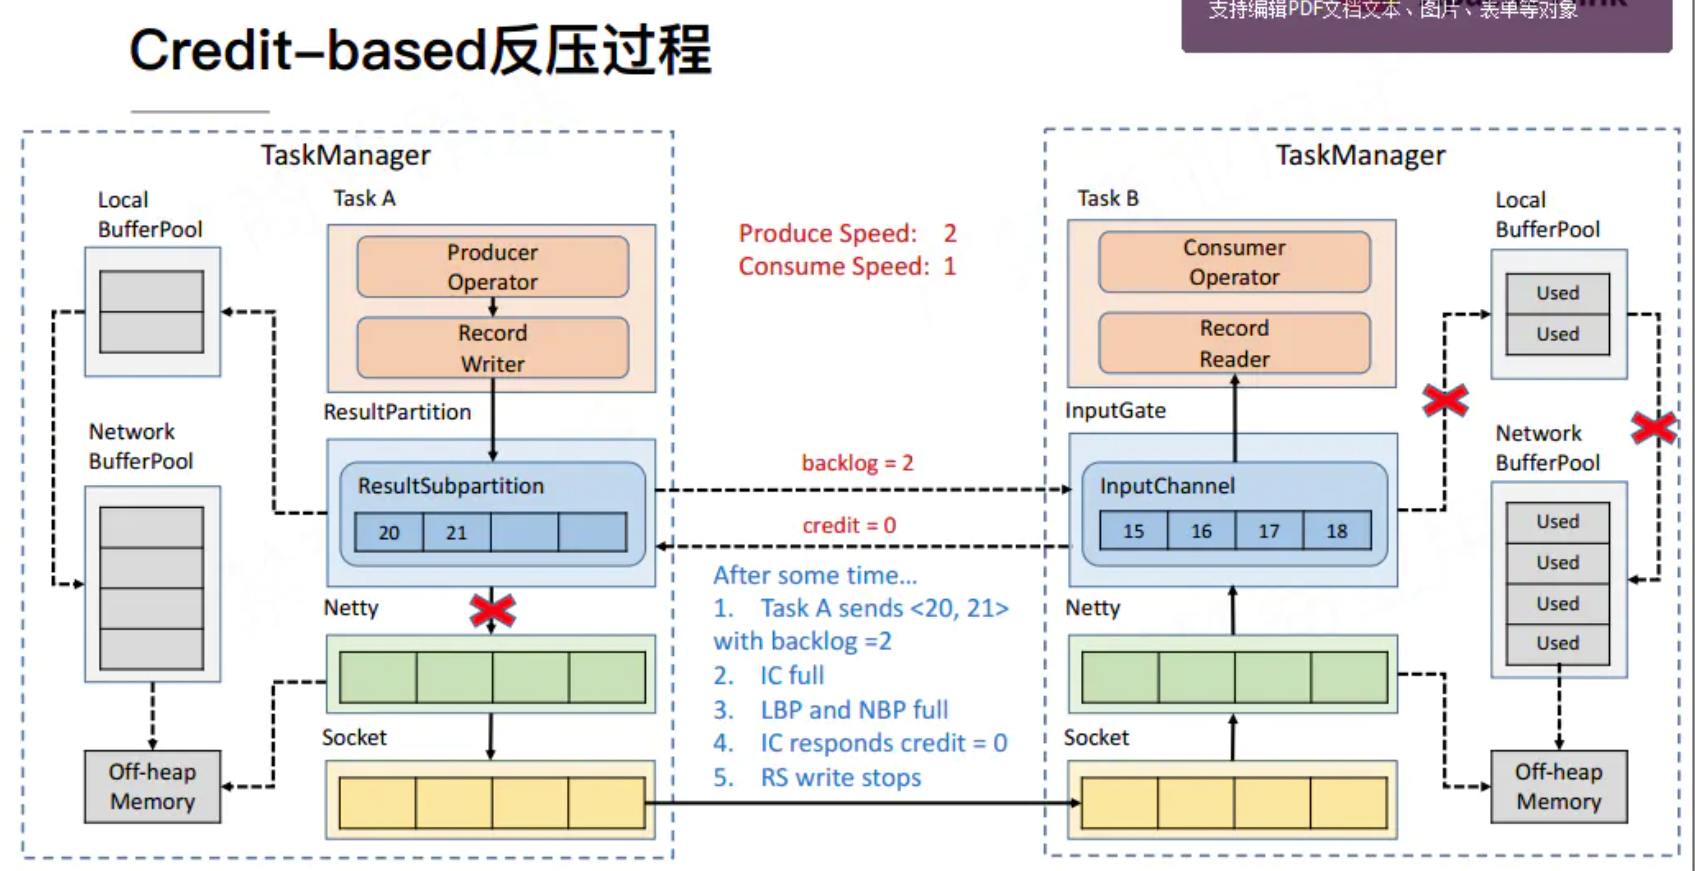 支持编辑PDF文档文本、图片、表单等对象
Credit-based反压过程
TaskManager
Local
BufferPool
Task A
Producer
Operator
Record
Writer
ResultPartition
Network
BufferPool
ResultSubpartition
20 21
Netty
Socket
Off-heap
Memory
Produce Speed: 2
Consume Speed: 1
backlog = 2
credit = 0
After some time...
1. Task A sends <20, 21>
with backlog =2
2. IC full
3. LBP and NBP full
4. IC responds credit = 0
5. RS write stops
TaskManager
Task B
Consumer
Operator
Record
Reader
InputGate
InputChannel
15 16 17 18
Netty
Socket
Local
BufferPool
Used
Used
Network
BufferPool
Used
Used
Used
Used
Off-heap
Memory